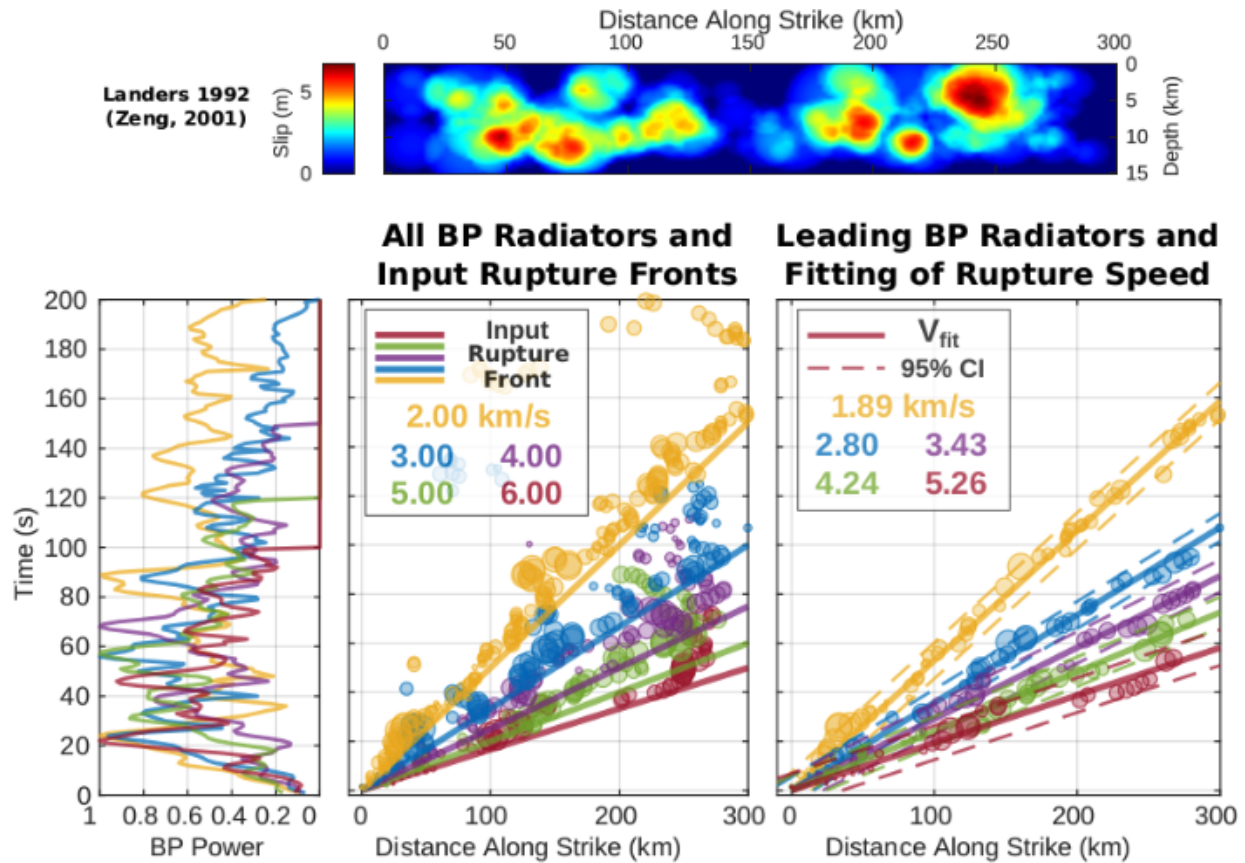 Distance Along Strike (km)
0 50 100 150 200 250 300
Landers 1992
(Zeng, 2001)
Slip (m)
5
0
0
5
10
15
Depth (km)
All BP Radiators and
Input Rupture Fronts
Leading BP Radiators and
Fitting of Rupture Speed
Time (s)
200
180
160
140
120
100
80
60
40
20
0
1 0.8 0.6 0.4 0.2 0
BP Power
Input
Rupture
Front
2.00 km/s
3.00 4.00
5.00 6.00
0 100 200 300
Distance Along Strike (km)
Vfit
95% CI
1.89 km/s
2.80 3.43
4.24 5.26
0 100 200 300
Distance Along Strike (km)